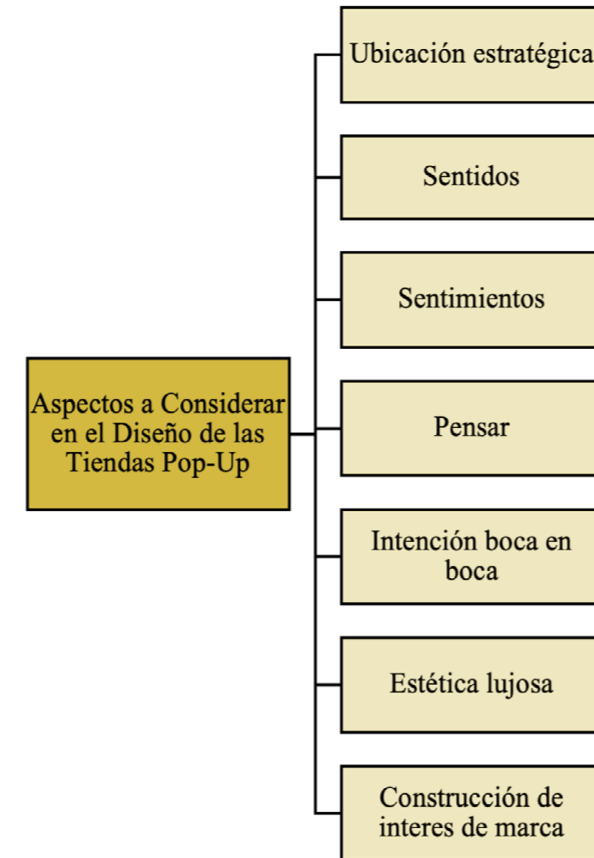 Ubicación estratégica
Sentidos
Sentimientos
Aspectos a Considerar
en el Diseño de las
Tiendas Pop-Up
Pensar
Intención boca en
boca
Estética lujosa
Construcción de
interes de marca